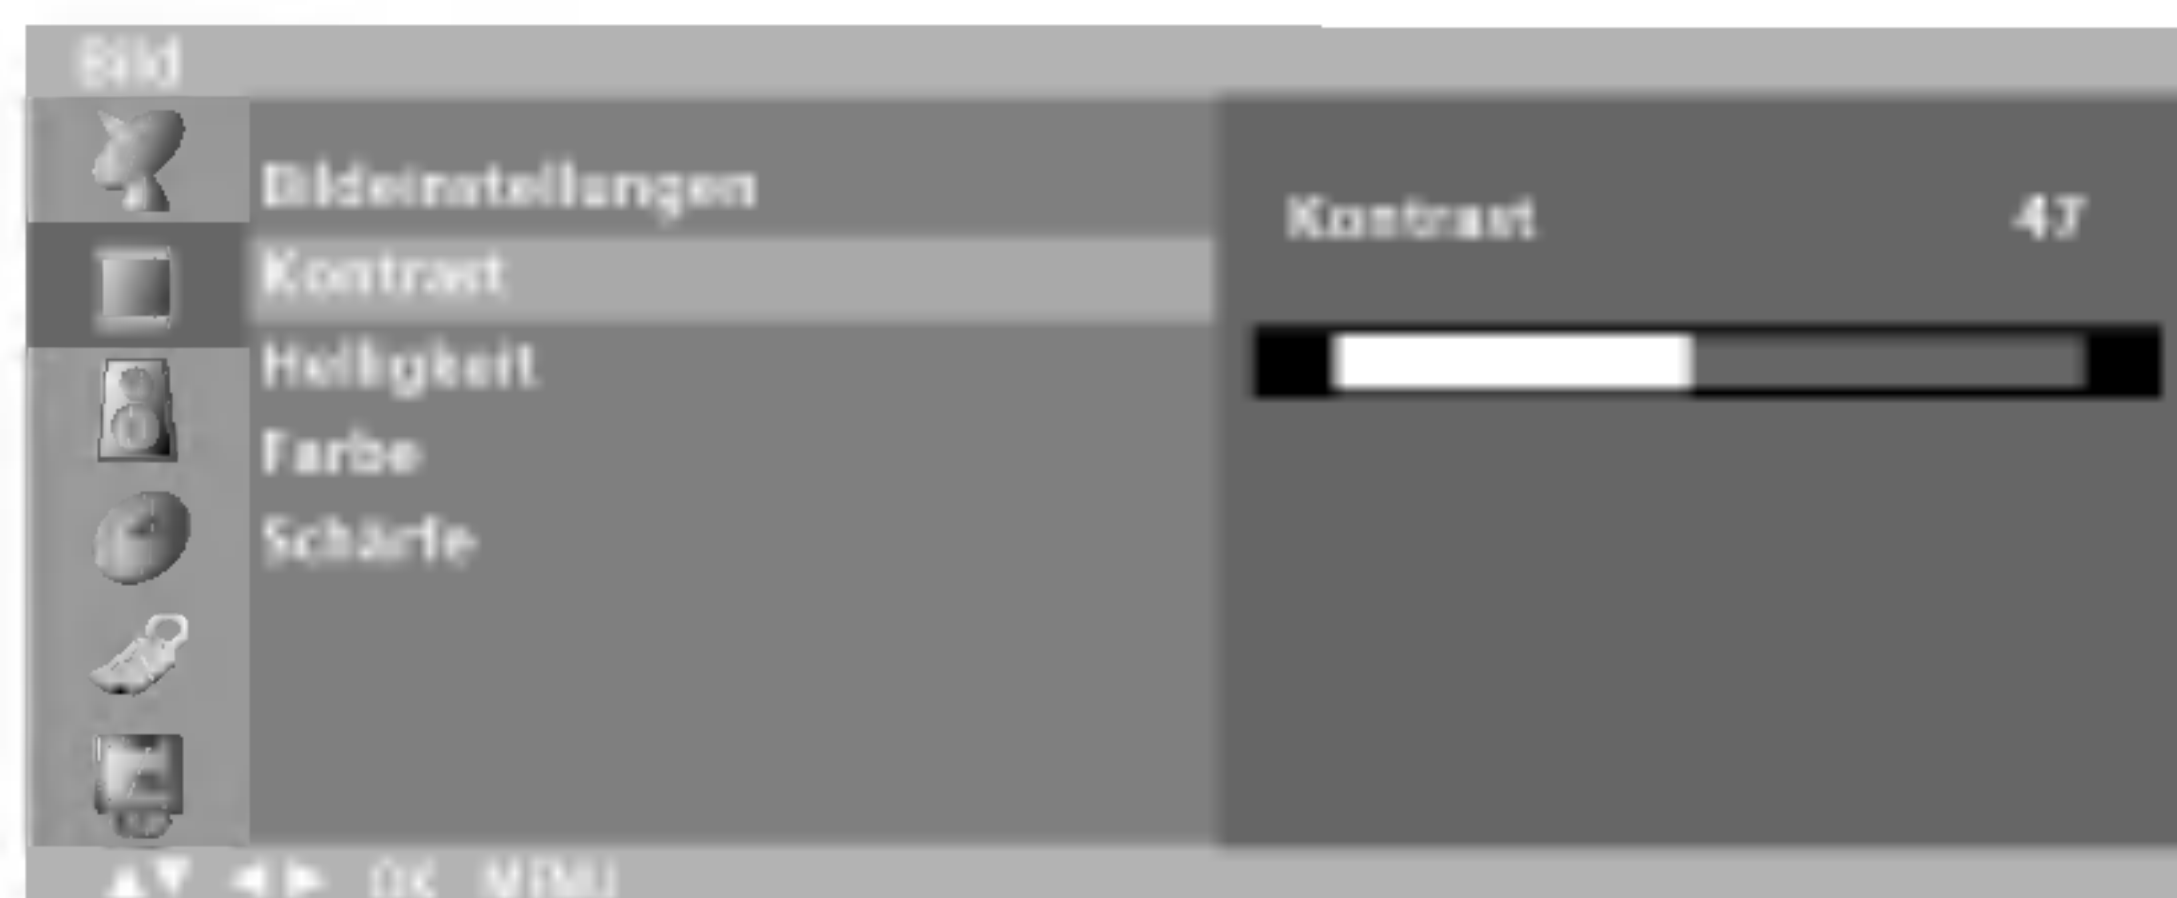 Bild
Bildeinstellungen
Kontrast
Helligkeit
Farbe
Schärfe
Kontrast 47
▲▼ ◀▶ OK MENU